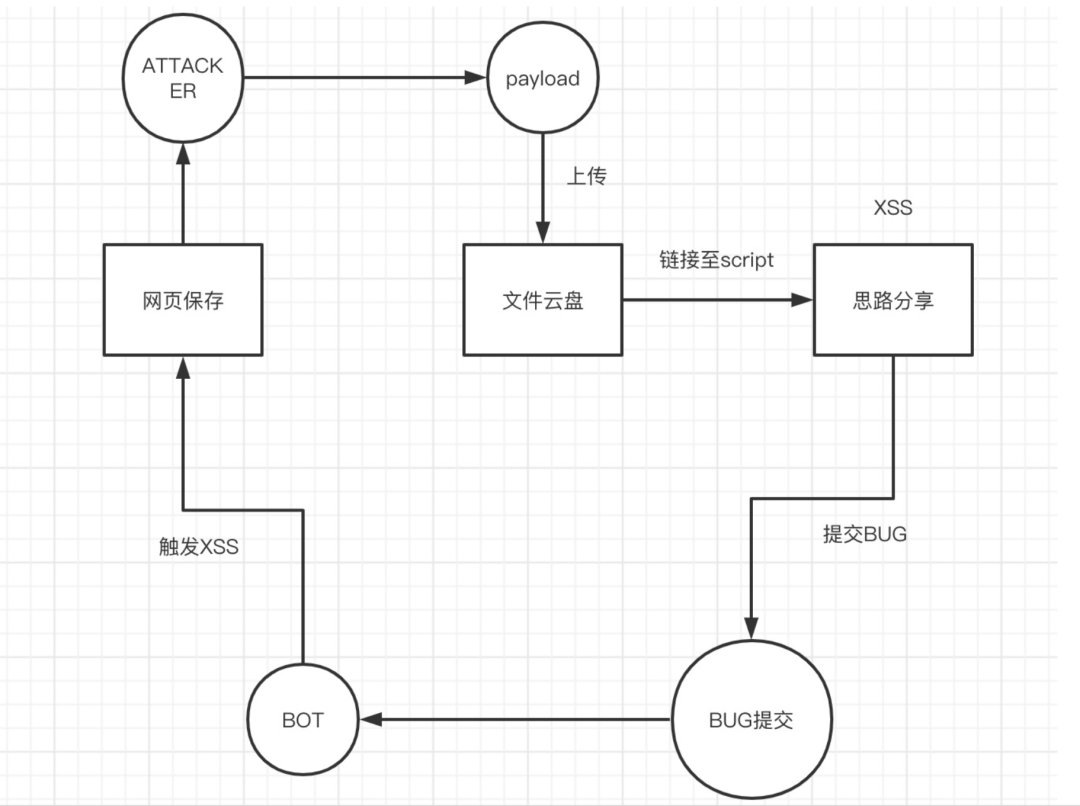 ATTACK
ER
payload
上传
XSS
链接至script
网页保存
文件云盘
思路分享
提交BUG
触发XSS
BOT
BUG提交